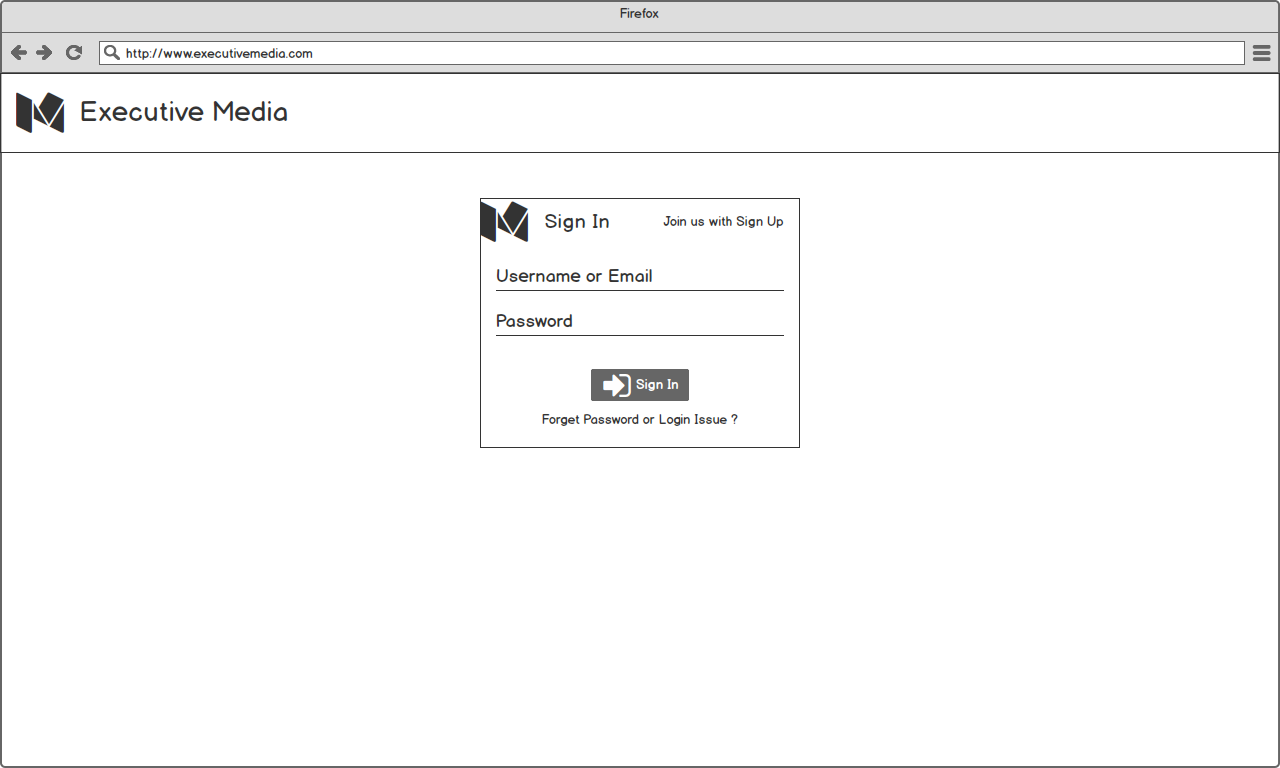 Firefox
http://www.executivemedia.com
Executive Media
Sign In
Join us with Sign Up
Username or Email
Password
Sign In
Forget Password or Login Issue ?